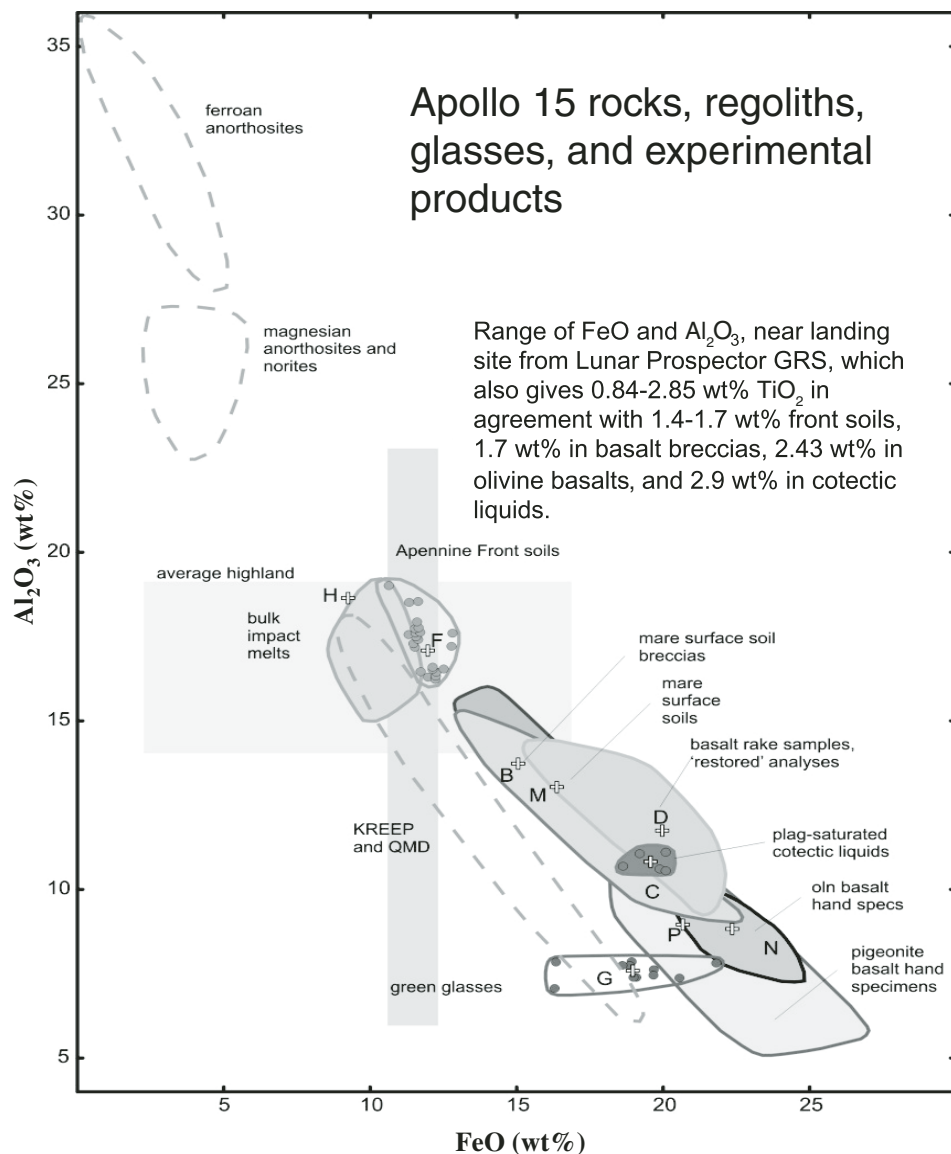 Apollo 15 rocks, regoliths,
glasses, and experimental
products
35
ferroan
anorthosites
30
magnesian
anorthosites and
norites
Range of FeO and Al₂O₃, near landing
site from Lunar Prospector GRS, which
also gives 0.84-2.85 wt% TiO₂ in
agreement with 1.4-1.7 wt% front soils,
1.7 wt% in basalt breccias, 2.43 wt% in
olivine basalts, and 2.9 wt% in cotectic
liquids.
25
Al₂O₃ (wt%)
20
Apennine Front soils
average highland
H
bulk
impact
melts
F
mare surface soil
breccias
mare
surface
soils
15
basalt rake samples,
'restored' analyses
B
M
D
KREEP
and QMD
plag-saturated
cotectic liquids
10
C
oln basalt
hand specs
P
N
pigeonite
basalt hand
specimens
green glasses
G
5
5
10
15
20
25
FeO (wt%)